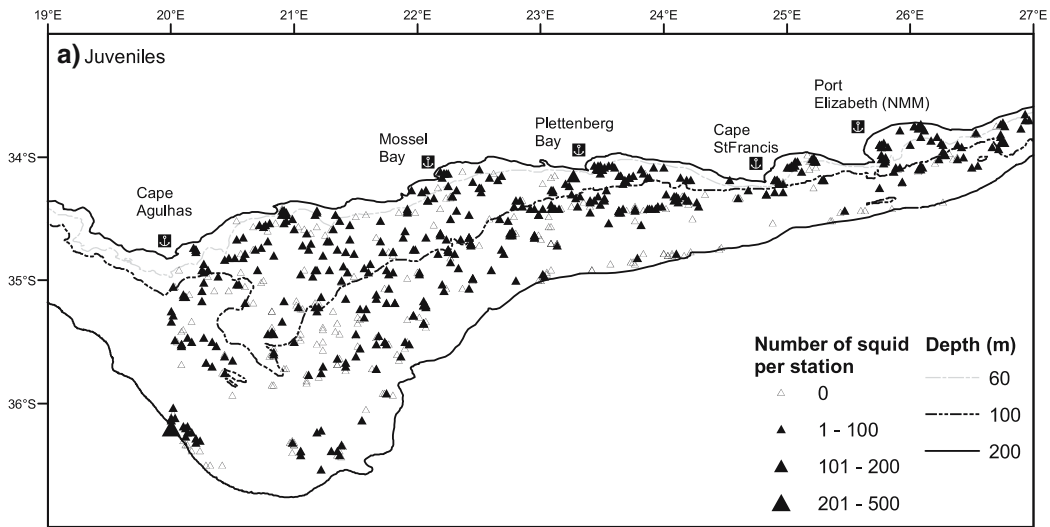 19°E 20°E 21°E 22°E 23°E 24°E 25°E 26°E 27°E
a) Juveniles
Port
Elizabeth (NMM)
Plettenberg
Bay
Mossel
Bay
Cape
StFrancis
34°S
Cape
Agulhas
35°S
36°S
Number of squid
per station
0
1 - 100
101 - 200
201 - 500
Depth (m)
60
100
200